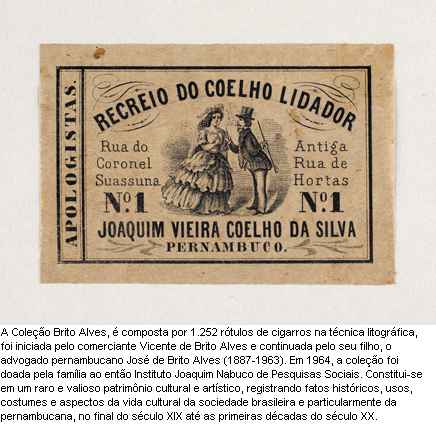 APOLOGISTAS.
RECREIO DO COELHO LIDADOR
Rua do
Coronel
Suassuna
Nº.1
Antiga
Rua de
Hortas
Nº.1
JOAQUIM VIEIRA COELHO DA SILVA
PERNAMBUCO.
A Coleção Brito Alves, é composta por 1.252 rótulos de cigarros na técnica litográfica,
foi iniciada pelo comerciante Vicente de Brito Alves e continuada pelo seu filho, o
advogado pernambucano José de Brito Alves (1887-1963). Em 1964, a coleção foi
doada pela família ao então Instituto Joaquim Nabuco de Pesquisas Sociais. Constitui-se
em um raro e valioso patrimônio cultural e artístico, registrando fatos históricos, usos,
costumes e aspectos da vida cultural da sociedade brasileira e particularmente da
pernambucana, no final do século XIX até as primeiras décadas do século XX.